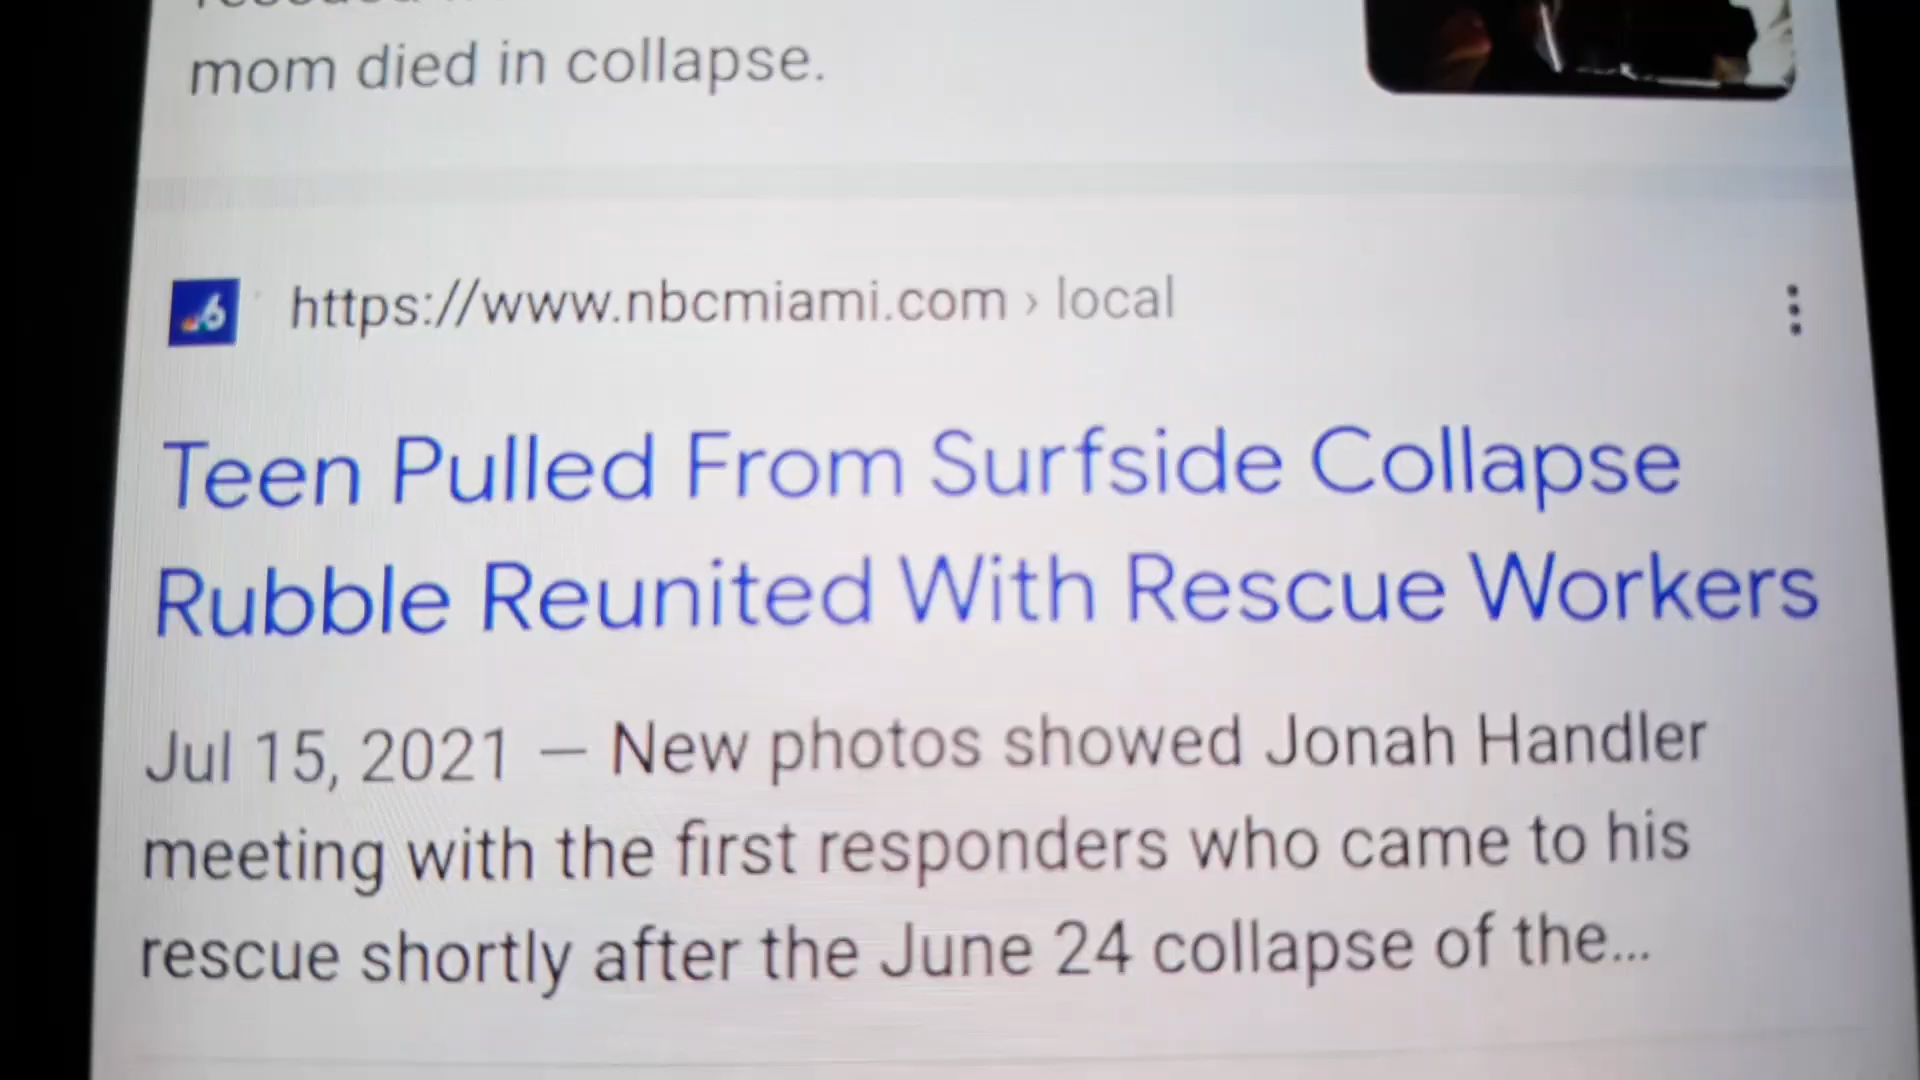 mom died in collapse.
6
https://www.nbcmiami.com › local
Teen Pulled From Surfside Collapse
Rubble Reunited With Rescue Workers
Jul 15, 2021 — New photos showed Jonah Handler
meeting with the first responders who came to his
rescue shortly after the June 24 collapse of the...